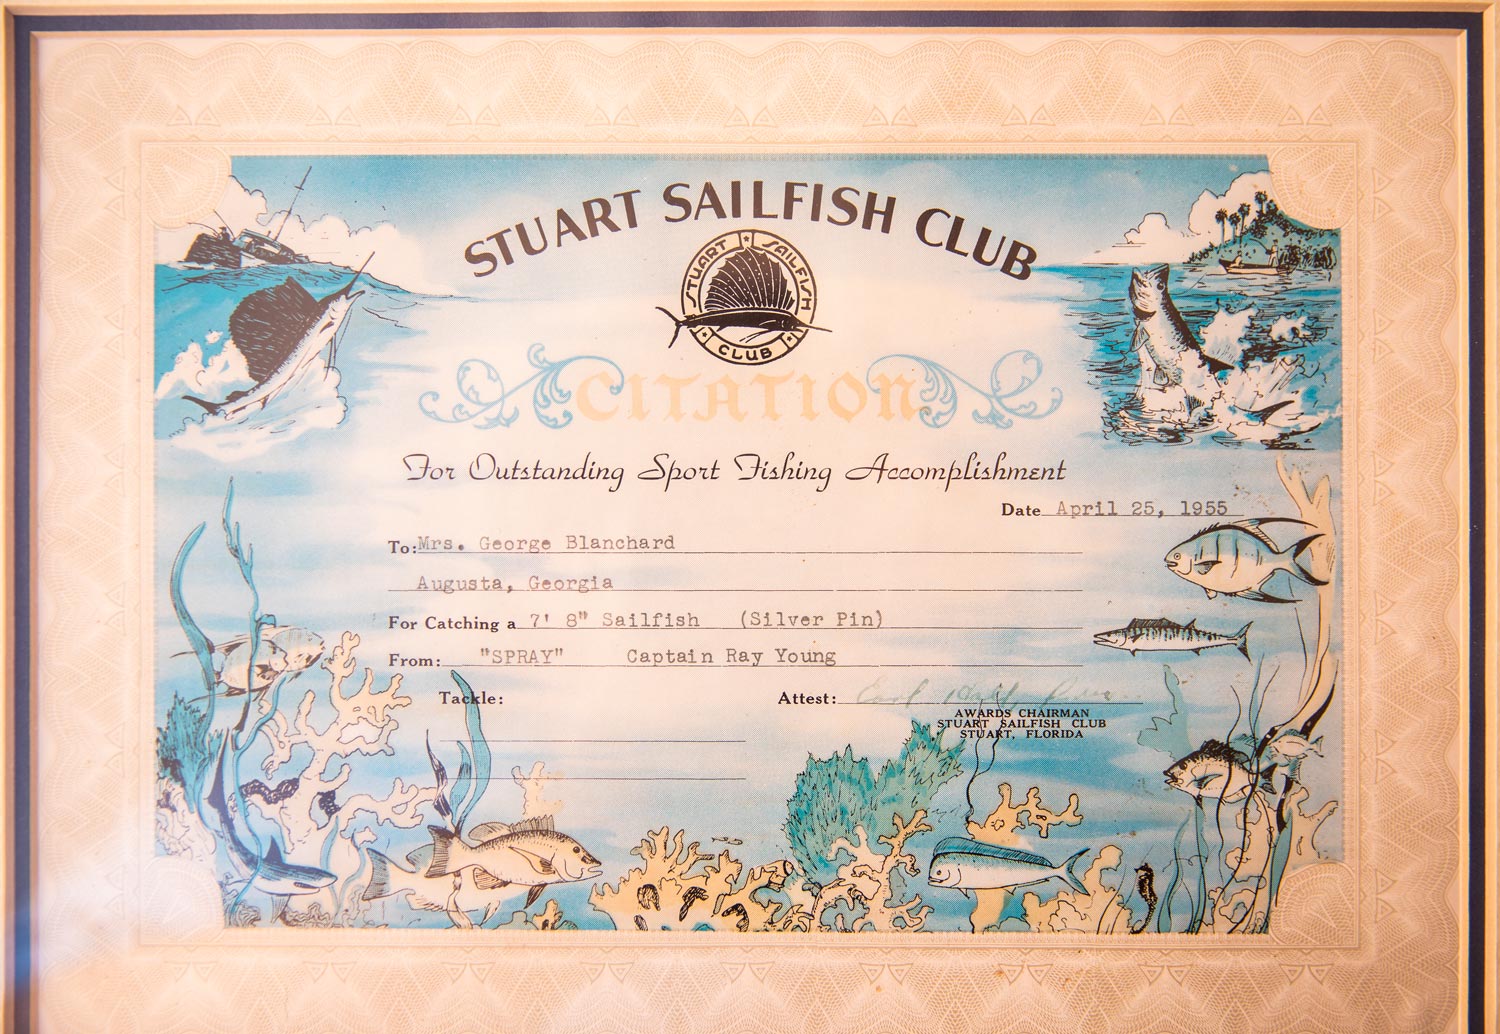 STUART SAILFISH CLUB
STUART SAILFISH
CLUB
CITATION
For Outstanding Sport Fishing Accomplishment
Date April 25, 1955
To: Mrs. George Blanchard
Augusta, Georgia
For Catching a 7' 8" Sailfish (Silver Pin)
From: "SPRAY" Captain Ray Young
Tackle:
Attest:
AWARDS CHAIRMAN
STUART SAILFISH CLUB
STUART, FLORIDA